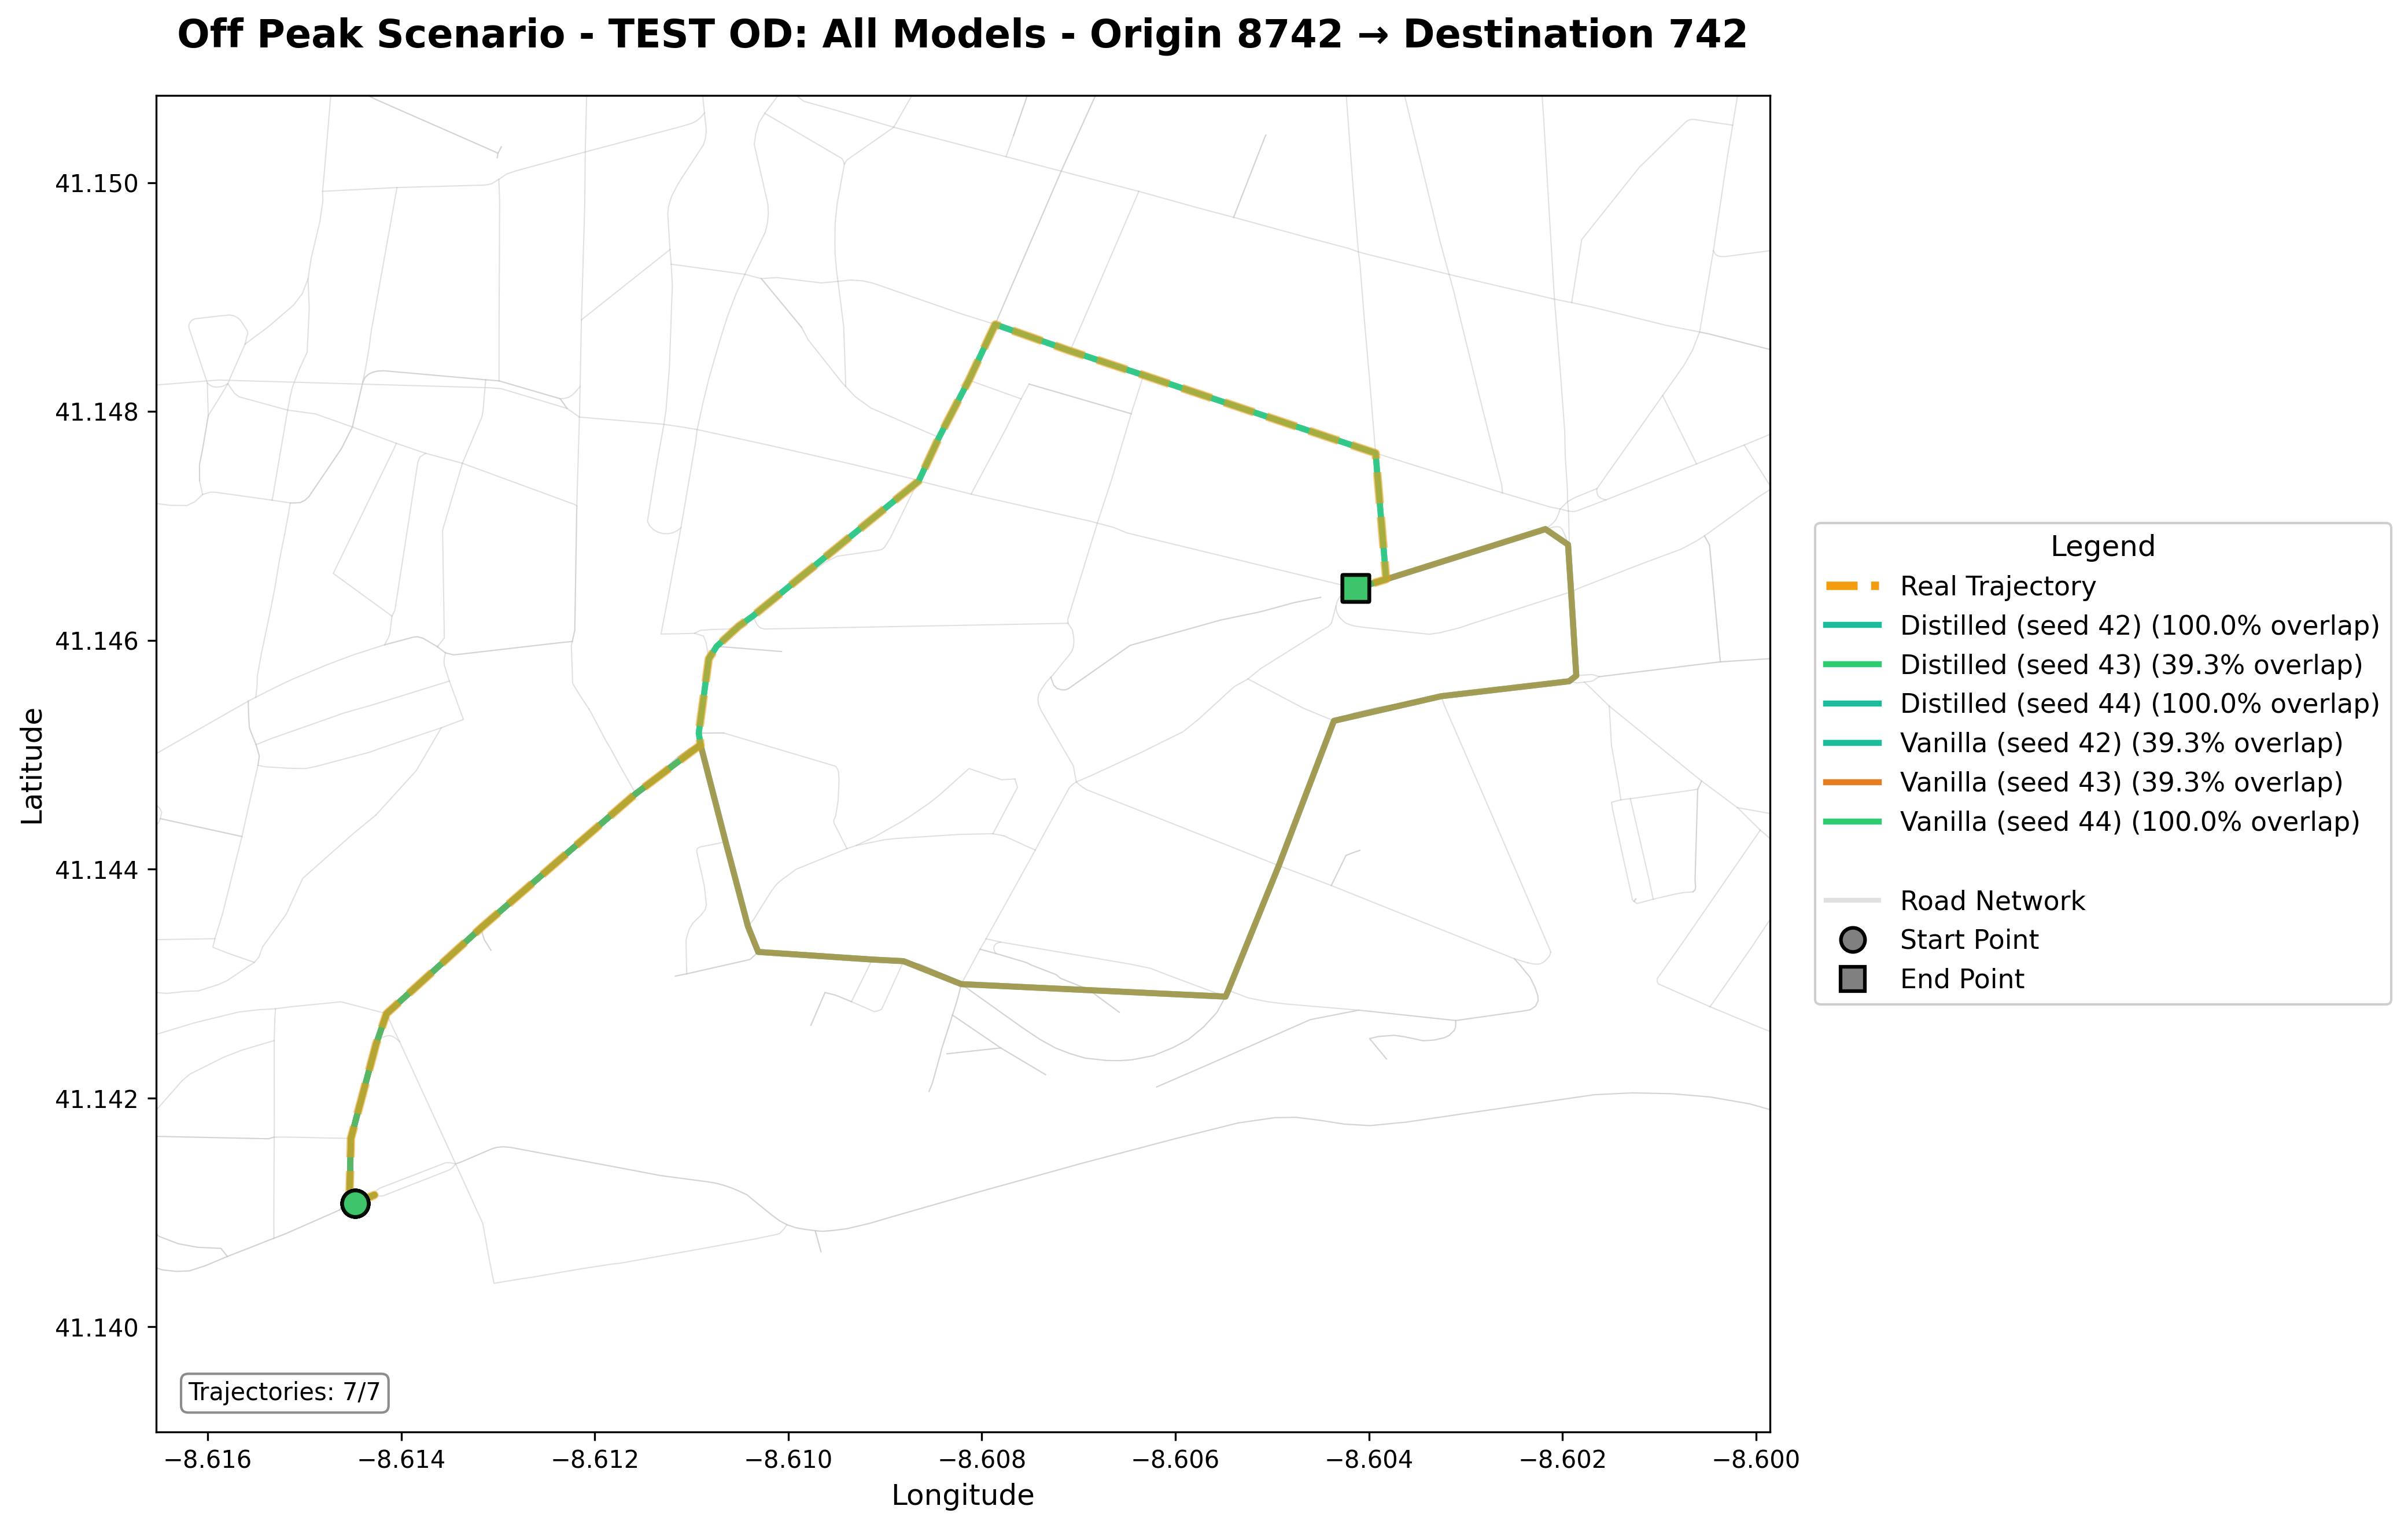 Off Peak Scenario - TEST OD: All Models - Origin 8742 → Destination 742
41.150
41.148
41.146
41.144
41.142
41.140
Latitude
−8.616
−8.614
−8.612
−8.610
−8.608
−8.606
−8.604
−8.602
−8.600
Longitude
Trajectories: 7/7
Legend
Real Trajectory
Distilled (seed 42) (100.0% overlap)
Distilled (seed 43) (39.3% overlap)
Distilled (seed 44) (100.0% overlap)
Vanilla (seed 42) (39.3% overlap)
Vanilla (seed 43) (39.3% overlap)
Vanilla (seed 44) (100.0% overlap)
Road Network
Start Point
End Point